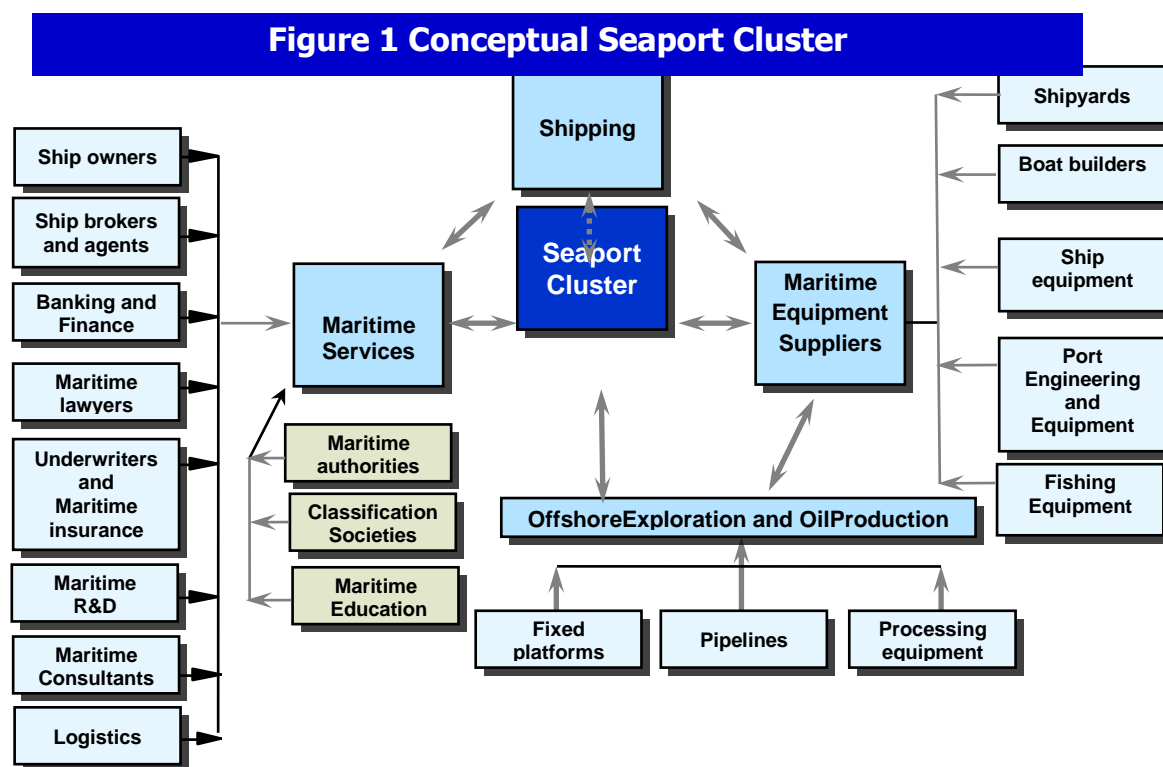 Figure 1 Conceptual Seaport Cluster
Shipping
Seaport
Cluster
Maritime
Services
Maritime
Equipment
Suppliers
OffshoreExploration and OilProduction
Ship owners
Ship brokers
and agents
Banking and
Finance
Maritime
lawyers
Underwriters
and
Maritime
insurance
Maritime
R&D
Maritime
Consultants
Logistics
Maritime
authorities
Classification
Societies
Maritime
Education
Fixed
platforms
Pipelines
Processing
equipment
Shipyards
Boat builders
Ship
equipment
Port
Engineering
and
Equipment
Fishing
Equipment